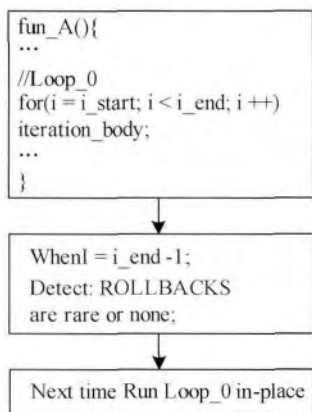 fun_A(){
...
//Loop_0
for(i = i_start; i < i_end; i ++)
iteration_body;
...
}
WhenI = i_end -1;
Detect: ROLLBACKS
are rare or none;
Next time Run Loop_0 in-place